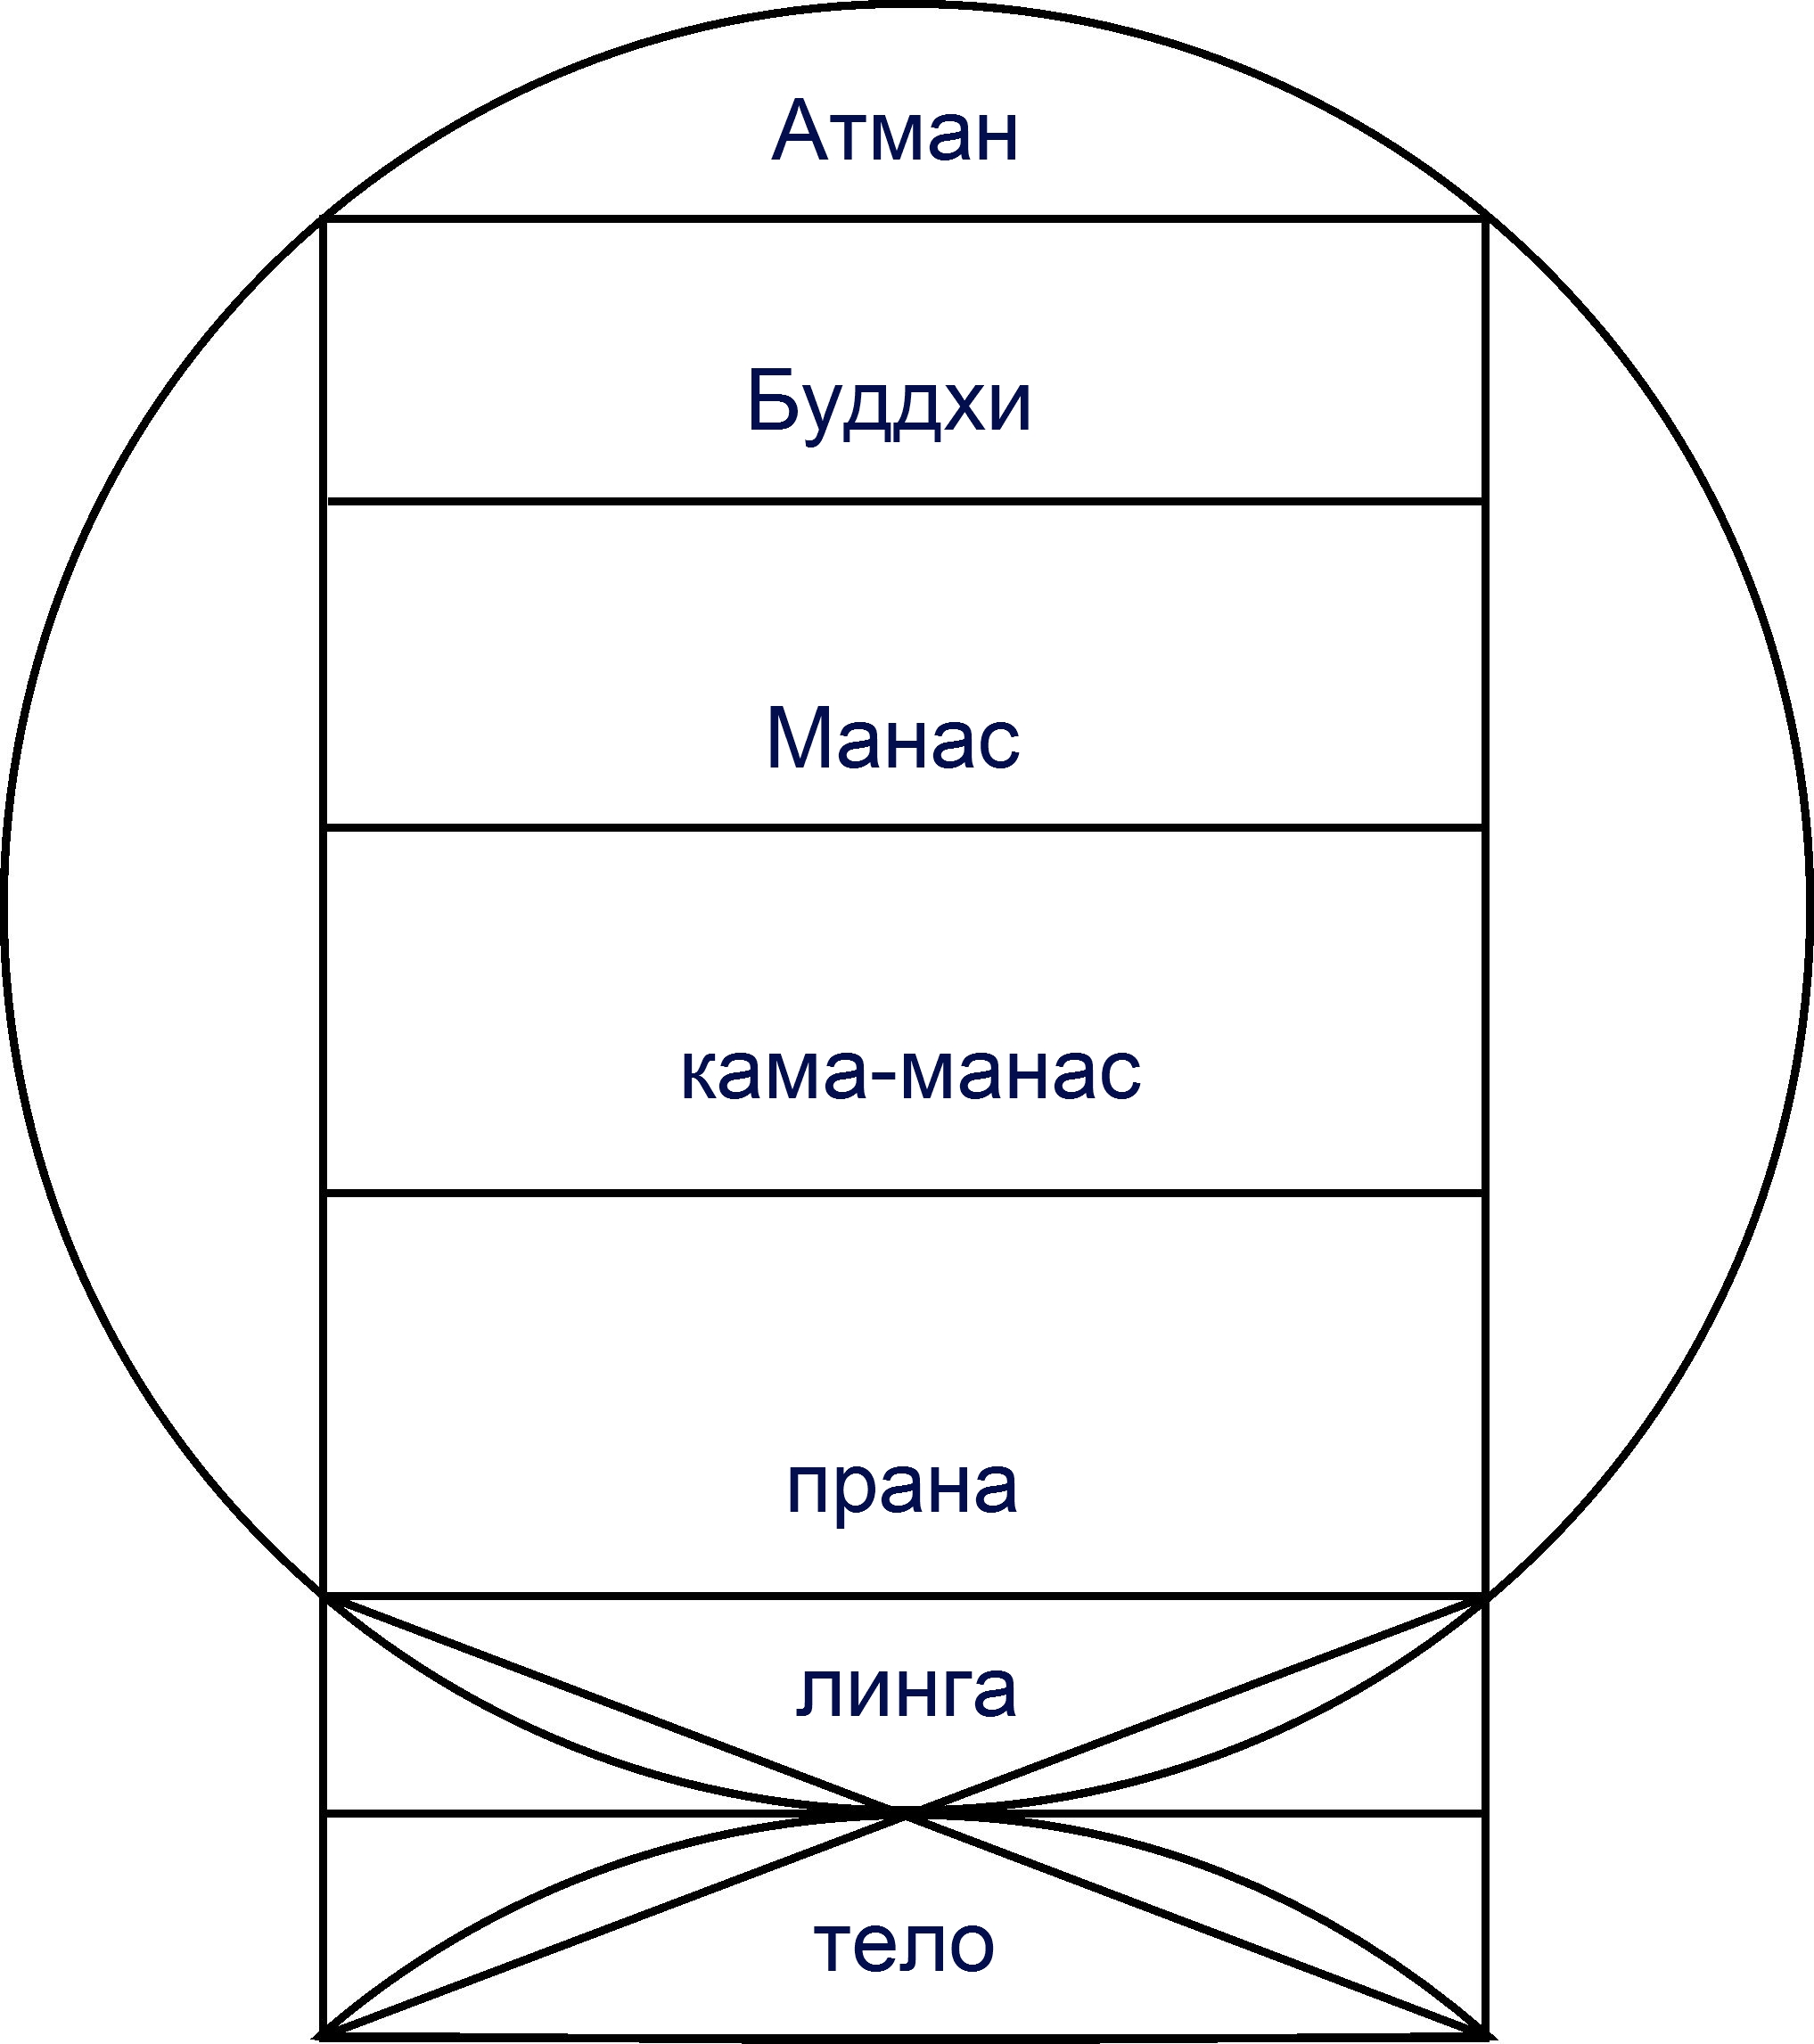 Атман
Буддхи
Манас
кама-манас
прана
линга
тело